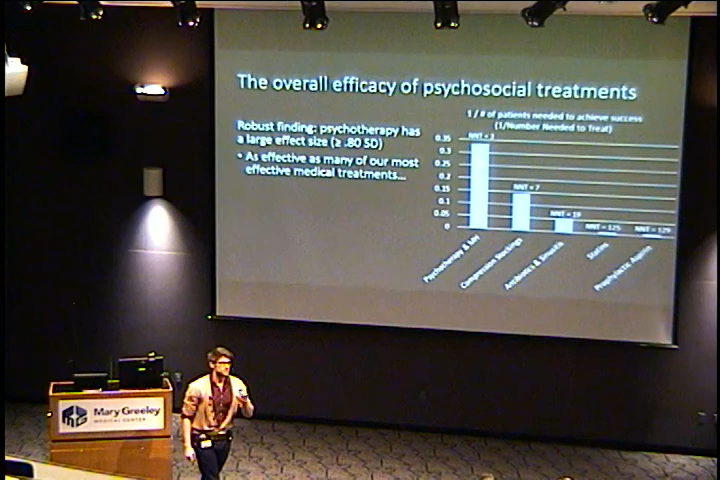 The overall efficacy of psychosocial treatments
Robust finding: psychotherapy has
a large effect size (≥ .80 SD)
• As effective as many of our most
effective medical treatments...
1 / # of patients needed to achieve success
(1/Number Needed to Treat)
0.35
0.3
0.25
0.2
0.15
0.1
0.05
0
NNT = 3
NNT = 7
NNT = 19
NNT = 125
NNT = 129
Psychotherapy &
Compression Stockings
Antibiotics & Sinusitis
Statins
Prophylactic Aspirin
Mary Greeley
MEDICAL CENTER